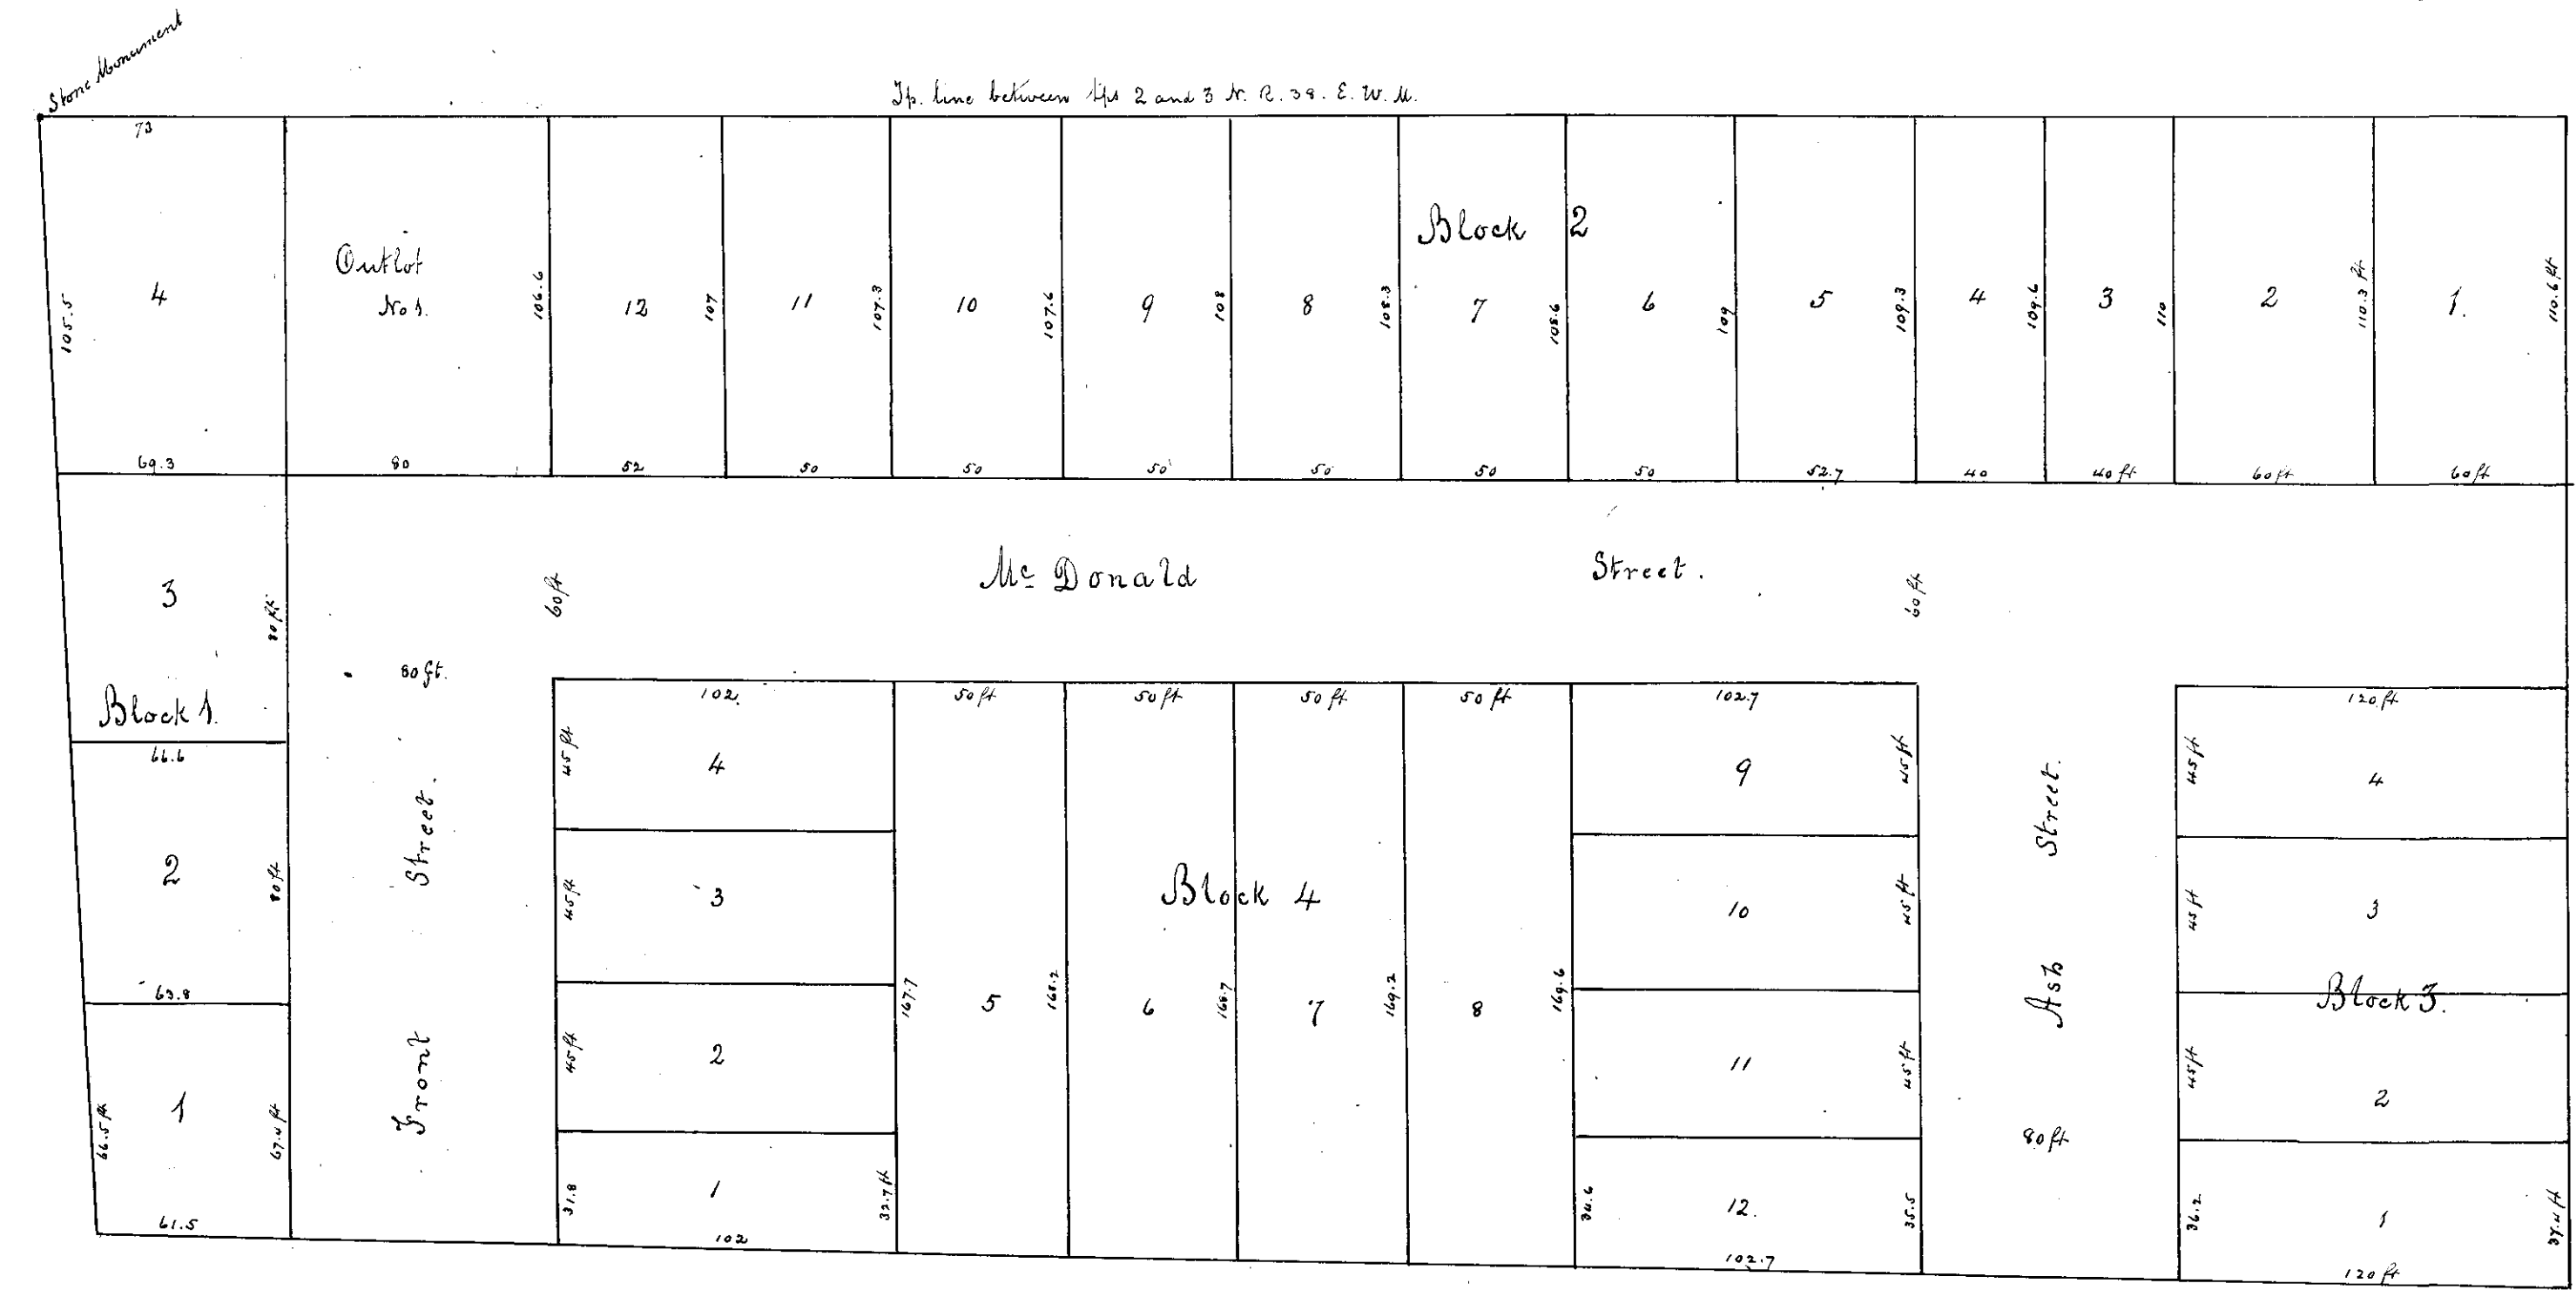 Stone Monument
Tp. line between tps 2 and 3 N. R. 38. E. W. M.
73
4
105.5
69.3
Outlot
No 1.
106.6
80
12
107
52
11
107.3
50
10
107.6
50
9
108
50
8
108.3
50
Block 2
7
108.6
50
6
109
50
5
109.3
52.7
4
109.6
40
3
110
40 ft
2
110.3 ft
60 ft
1.
110.6 ft
60 ft
3
80 ft
Block 1.
66.6
2
80 ft
63.8
66.5 ft
1
67.4 ft
61.5
60 ft
Mc Donald Street.
60 ft
80 ft.
Front Street.
102.
45 ft
4
45 ft
3
45 ft
2
31.8
1
32.7 ft
102
50 ft
50 ft
50 ft
50 ft
Block 4
167.7
5
168.2
6
168.7
7
169.2
8
169.6
102.7
9
45 ft
10
45 ft
11
45 ft
34.6
12.
35.5
102.7
Ash Street.
80 ft
120 ft
45 ft
4
45 ft
3
Block 3.
45 ft
2
36.2
1
37.4 ft
120 ft